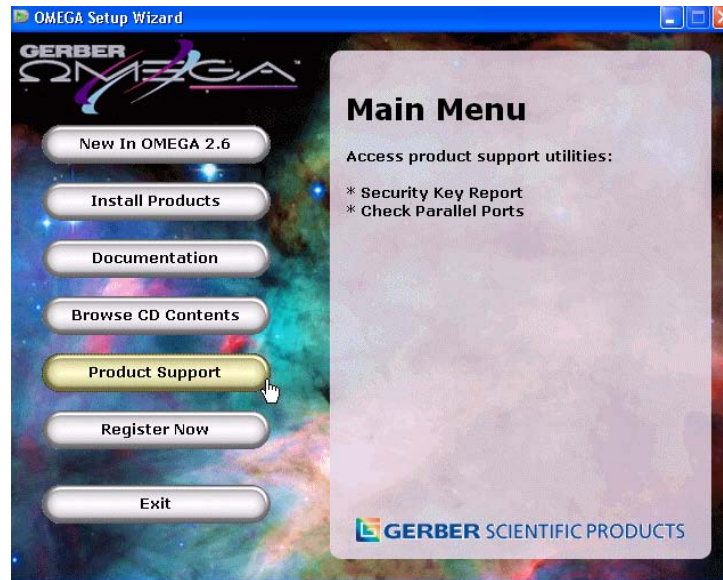 OMEGA Setup Wizard
GERBER
ΩMEGA
New In OMEGA 2.6
Install Products
Documentation
Browse CD Contents
Product Support
Register Now
Exit
Main Menu
Access product support utilities:
* Security Key Report
* Check Parallel Ports
GERBER SCIENTIFIC PRODUCTS